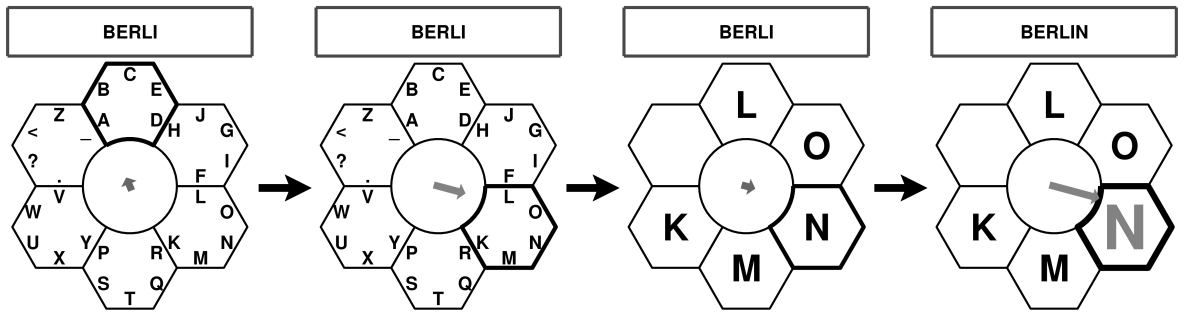 BERLI
C
B E
A D
Z
<
? _
.
J
H G
I
F
V
W
U Y
X
L
O
K N
M
P R
S Q
T
BERLI
C
B E
A D
Z
<
? _
.
J
H G
I
F
V
W
U Y
X
L
O
K N
M
P R
S Q
T
BERLI
L
O
K N
M
BERLIN
L
O
K N
M